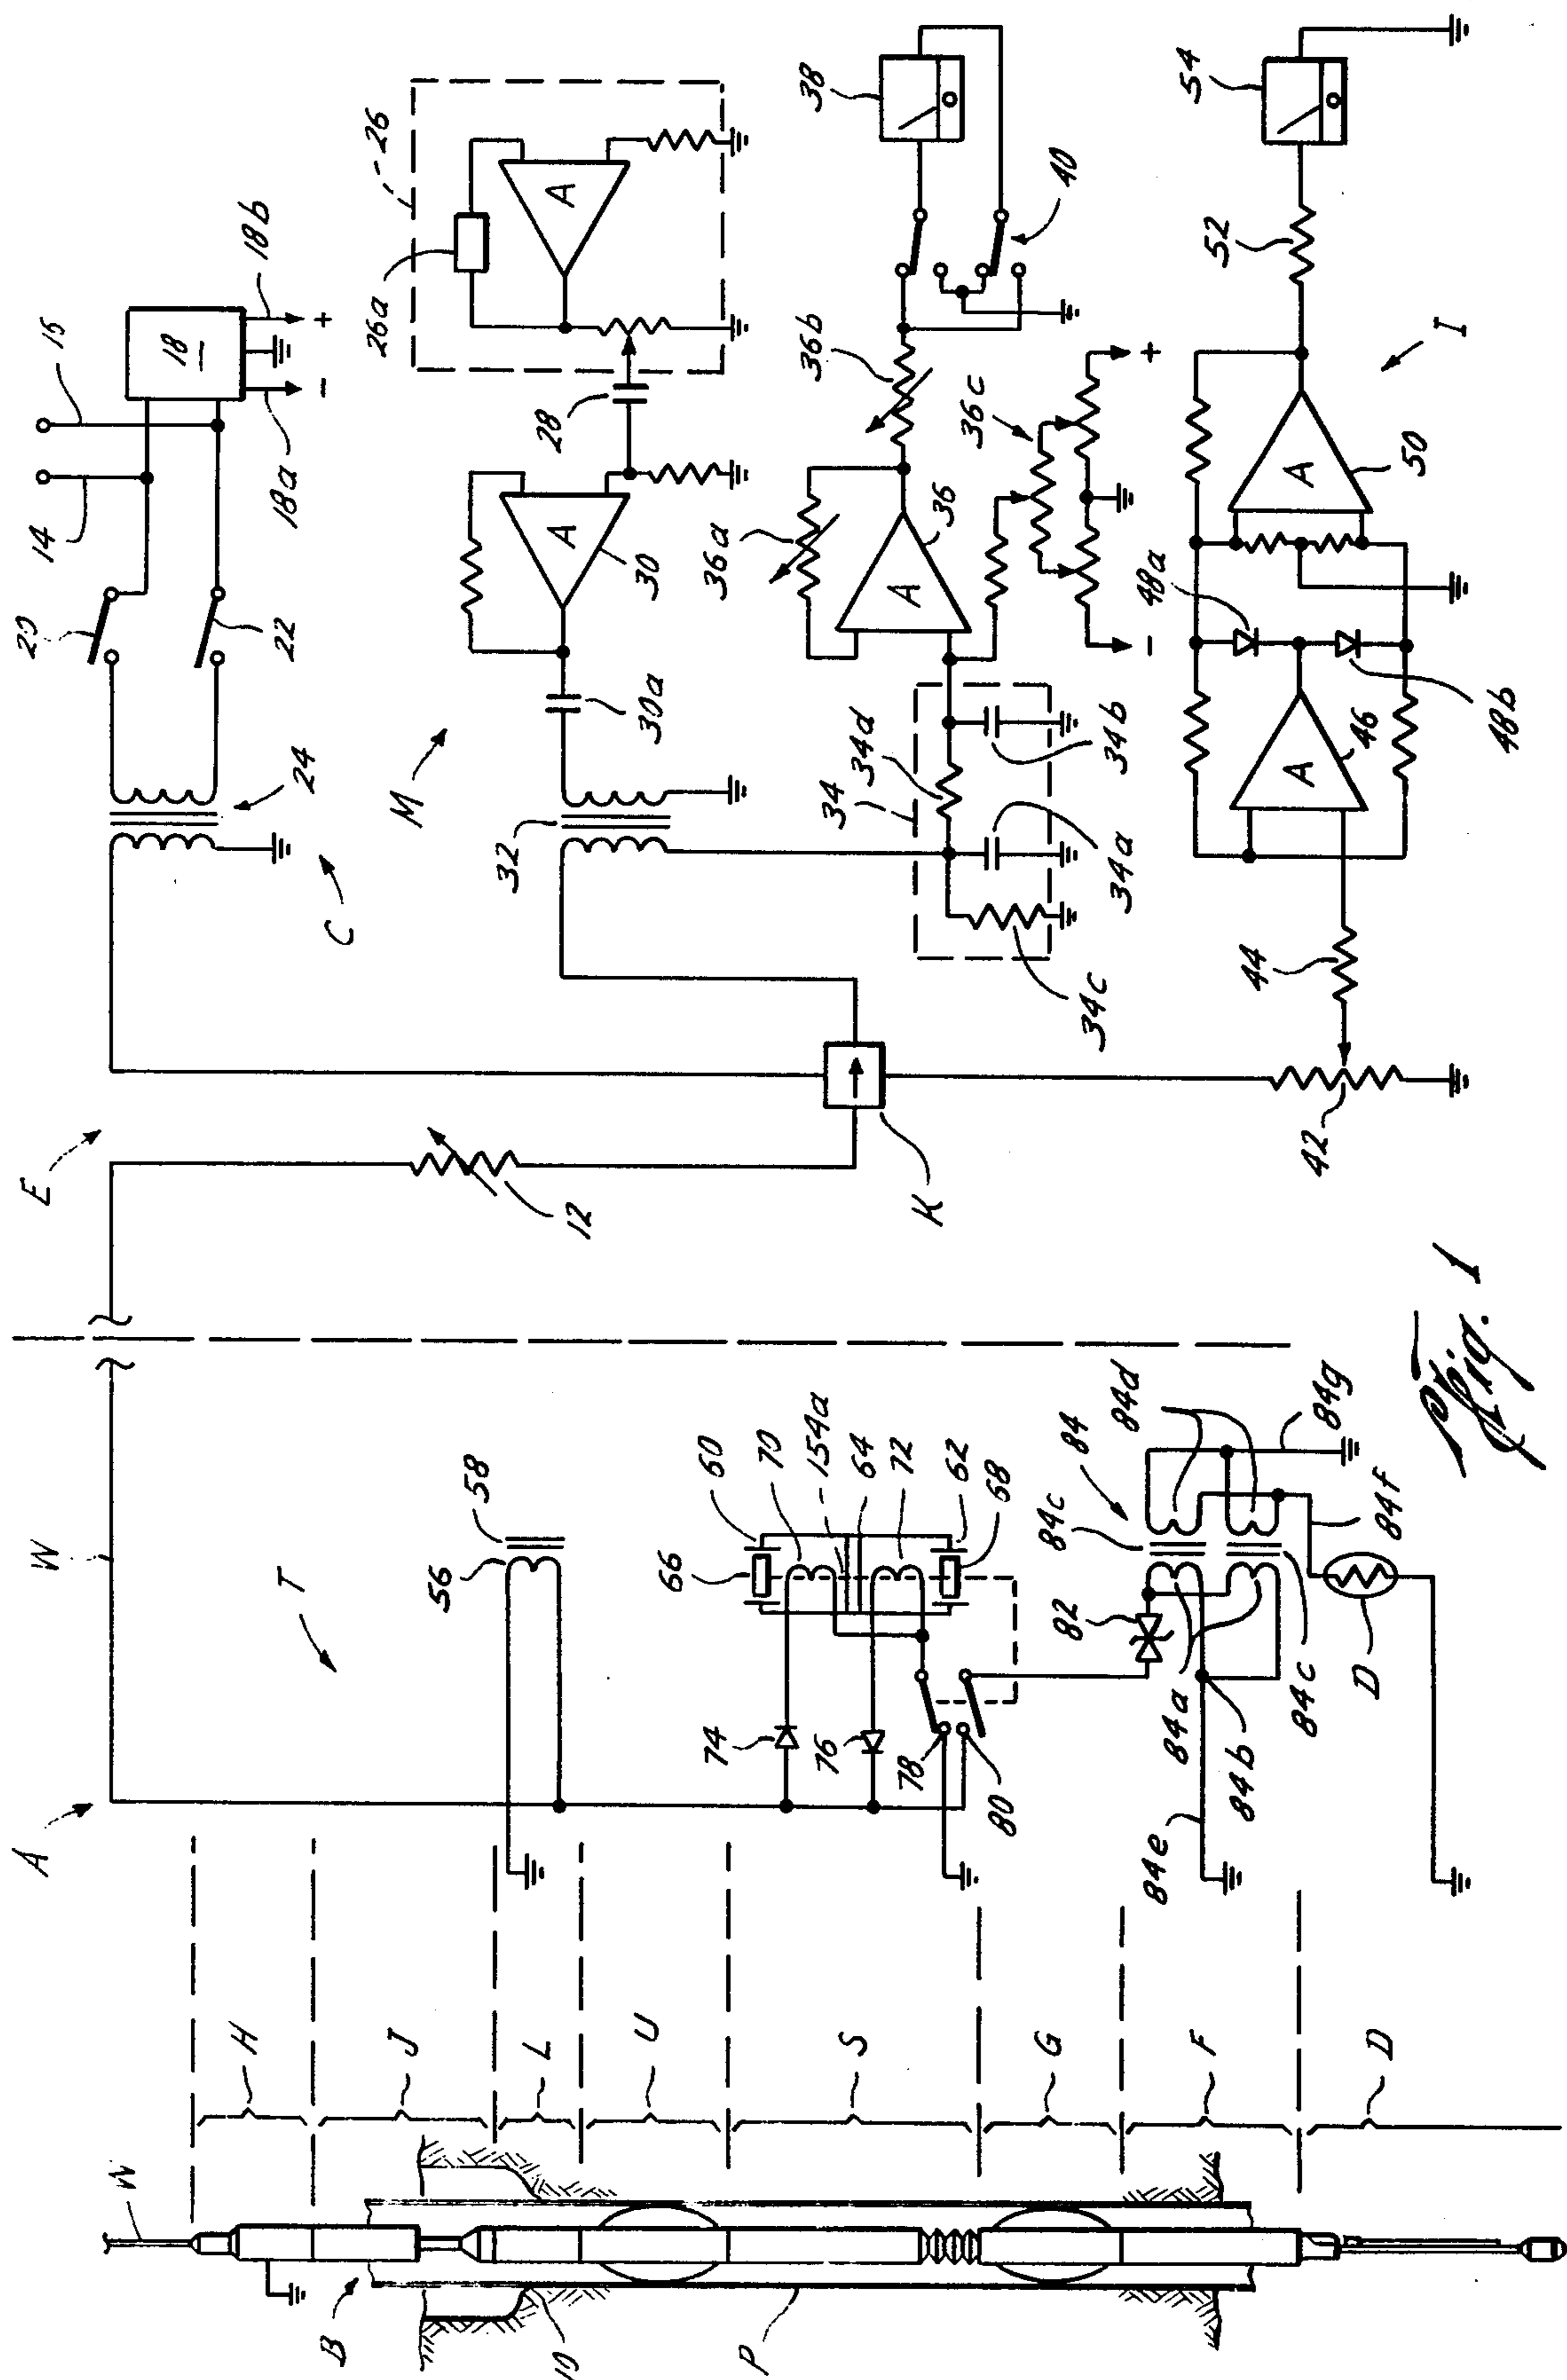 E
14
15
20
22
18
18a
18b
-
+
24
C
26
26a
A
28
M
A
30
30a
32
36a
A
36
36b
38
40
36c
-
+
34
34d
34b
34a
34c
K
12
I
54
52
A
50
48a
48b
A
46
44
42
A
W
T
56
58
60
70
154a
64
72
62
68
66
74
76
78
80
82
84
84d
84c
84g
84f
84a
84b
84c
84e
D
W
H
J
L
U
S
G
F
D
B
10
P
Fig. 1